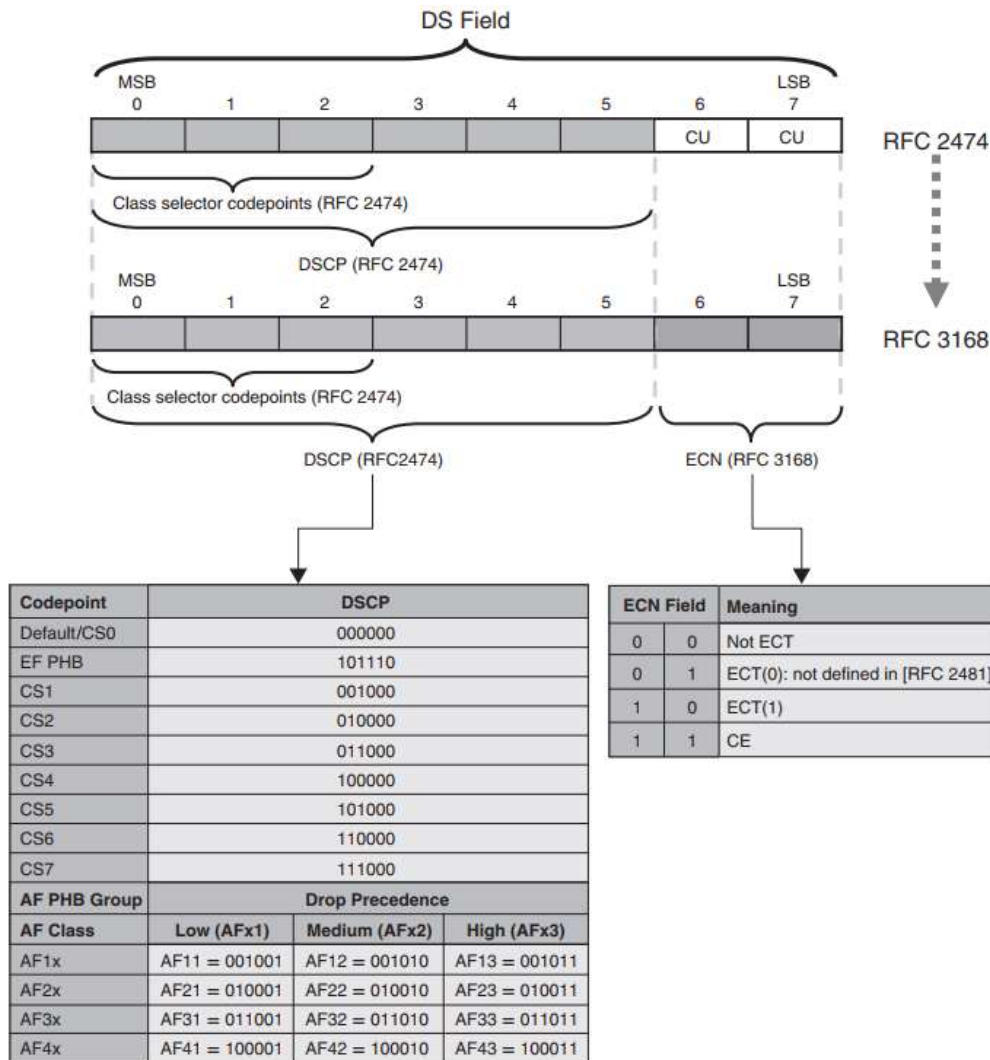 DS Field
MSB LSB
0 1 2 3 4 5 6 7
CU CU RFC 2474
Class selector codepoints (RFC 2474)
DSCP (RFC 2474)
MSB LSB
0 1 2 3 4 5 6 7
RFC 3168
Class selector codepoints (RFC 2474)
DSCP (RFC2474) ECN (RFC 3168)
Codepoint DSCP
Default/CS0 000000
EF PHB 101110
CS1 001000
CS2 010000
CS3 011000
CS4 100000
CS5 101000
CS6 110000
CS7 111000
AF PHB Group Drop Precedence
AF Class Low (AFx1) Medium (AFx2) High (AFx3)
AF1x AF11 = 001001 AF12 = 001010 AF13 = 001011
AF2x AF21 = 010001 AF22 = 010010 AF23 = 010011
AF3x AF31 = 011001 AF32 = 011010 AF33 = 011011
AF4x AF41 = 100001 AF42 = 100010 AF43 = 100011
ECN Field Meaning
0 0 Not ECT
0 1 ECT(0): not defined in [RFC 2481]
1 0 ECT(1)
1 1 CE